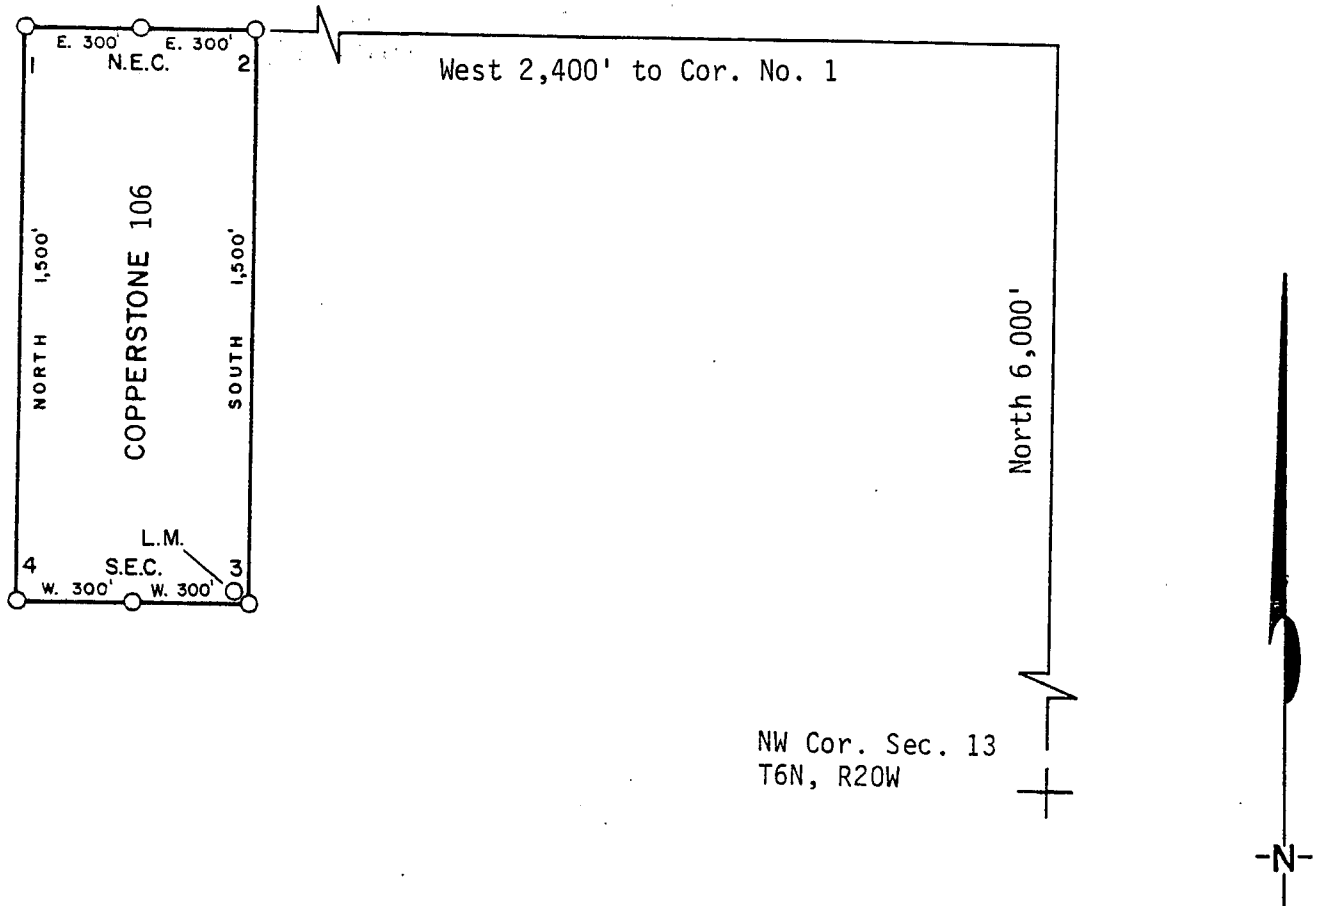 E. 300' E. 300'
1 N.E.C. 2
West 2,400' to Cor. No. 1
NORTH 1,500'
COPPERSTONE 106
SOUTH 1,500'
North 6,000'
L.M.
4 S.E.C. 3
W. 300' W. 300'
NW Cor. Sec. 13
T6N, R20W
-N-